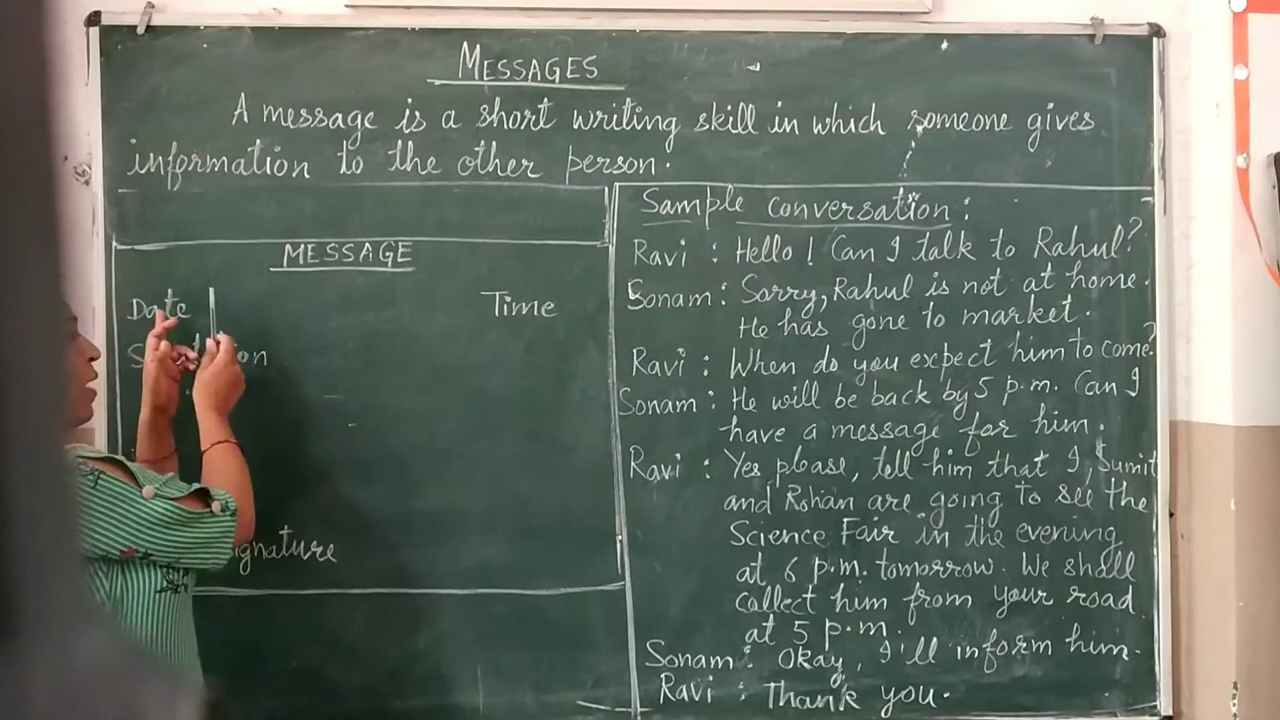 MESSAGES
A message is a short writing skill in which someone gives
information to the other person.
MESSAGE
Date Time
Signature
Sample conversation :
Ravi : Hello ! Can I talk to Rahul?
Sonam : Sorry, Rahul is not at home.
He has gone to market.
Ravi : When do you expect him to come?
Sonam : He will be back by 5 p.m. Can I
have a message for him.
Ravi : Yes please, tell him that I, Sumit
and Rohan are going to see the
Science Fair in the evening
at 6 p.m. tomorrow. We shall
collect him from your road
at 5 p.m.
Sonam : Okay, I'll inform him.
Ravi : Thank you.